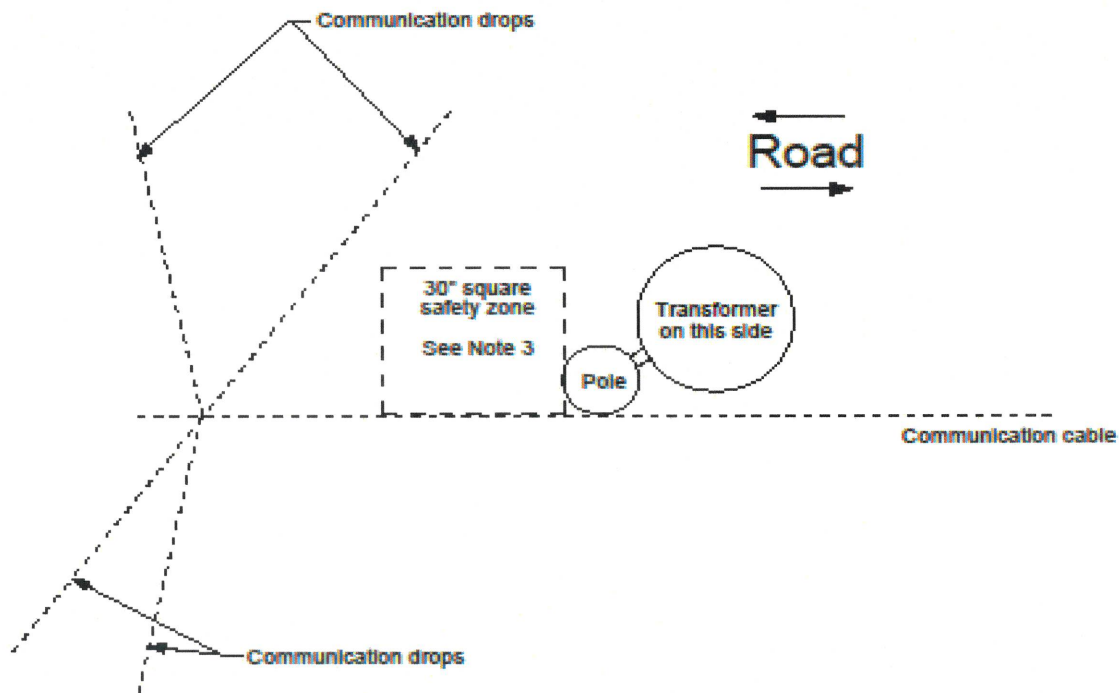 Communication drops
Road
30" square
safety zone
See Note 3
Transformer
on this side
Pole
Communication cable
Communication drops